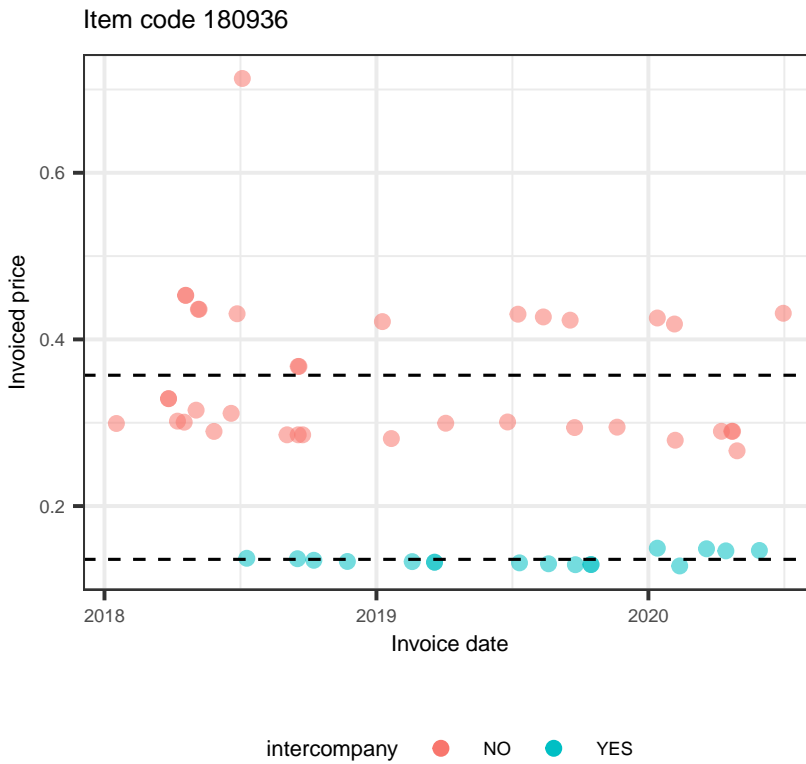 Item code 180936
0.6
0.4
0.2
Invoiced price
2018 2019 2020
Invoice date
intercompany NO YES